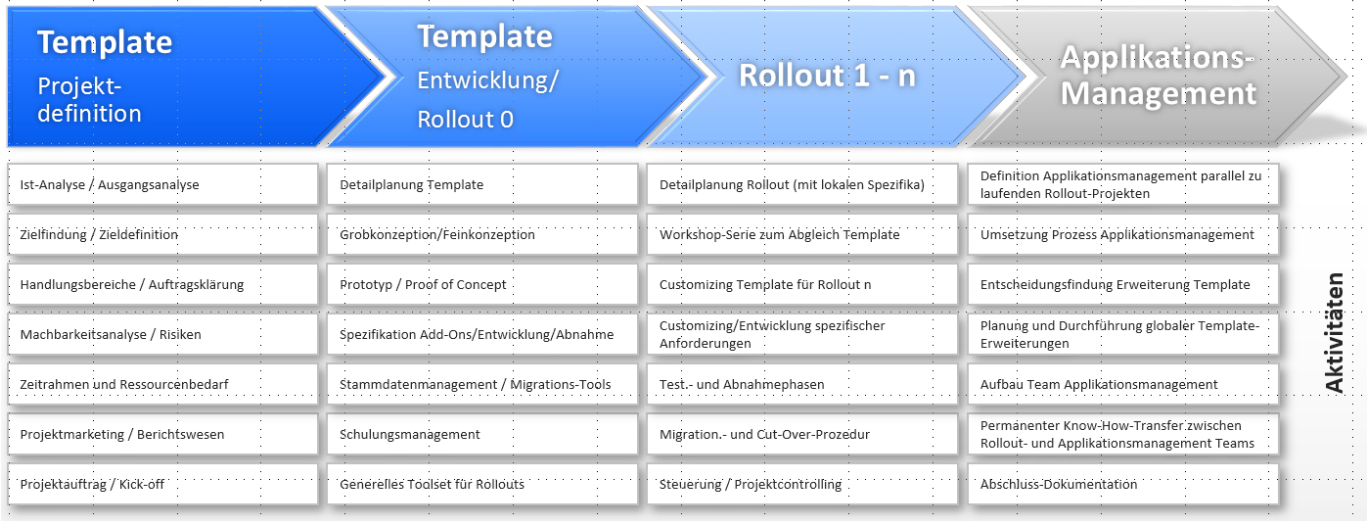 Template
Projekt-
definition
Template
Entwicklung/
Rollout 0
Rollout 1 - n
Applikations-
Management
Ist-Analyse / Ausgangsanalyse
Zielfindung / Zieldefinition
Handlungsbereiche / Auftragsklärung
Machbarkeitsanalyse / Risiken
Zeitrahmen und Ressourcenbedarf
Projektmarketing / Berichtswesen
Projektauftrag / Kick-off
Detailplanung Template
Grobkonzeption/Feinkonzeption
Prototyp / Proof of Concept
Spezifikation Add-Ons/Entwicklung/Abnahme
Stammdatenmanagement / Migrations-Tools
Schulungsmanagement
Generelles Toolset für Rollouts
Detailplanung Rollout (mit lokalen Spezifika)
Workshop-Serie zum Abgleich Template
Customizing Template für Rollout n
Customizing/Entwicklung spezifischer
Anforderungen
Test.- und Abnahmephasen
Migration.- und Cut-Over-Prozedur
Steuerung / Projektcontrolling
Definition Applikationsmanagement parallel zu
laufenden Rollout-Projekten
Umsetzung Prozess Applikationsmanagement
Entscheidungsfindung Erweiterung Template
Planung und Durchführung globaler Template-
Erweiterungen
Aufbau Team Applikationsmanagement
Permanenter Know-How-Transfer zwischen
Rollout- und Applikationsmanagement Teams
Abschluss-Dokumentation
Aktivitäten